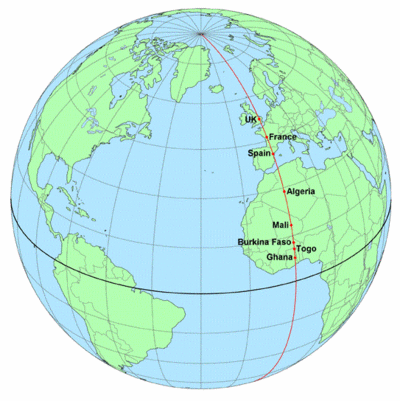 UK
France
Spain
Algeria
Mali
Burkina Faso
Togo
Ghana